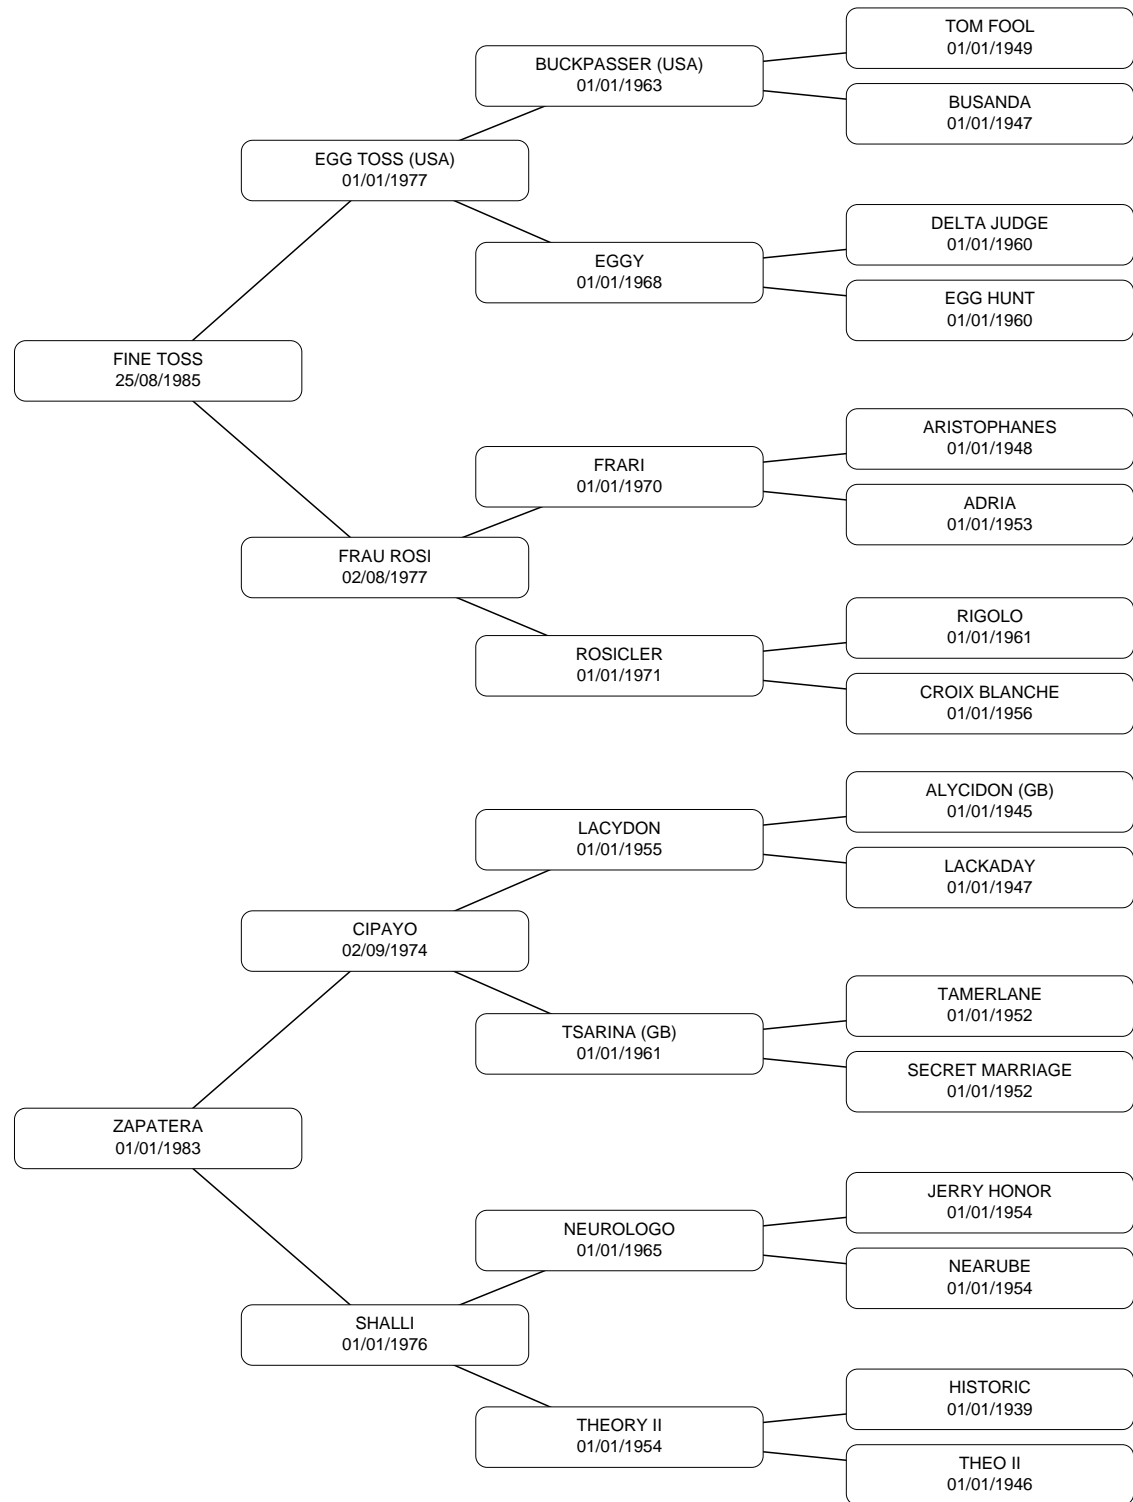 TOM FOOL
01/01/1949
BUCKPASSER (USA)
01/01/1963
BUSANDA
01/01/1947
EGG TOSS (USA)
01/01/1977
DELTA JUDGE
01/01/1960
EGGY
01/01/1968
EGG HUNT
01/01/1960
FINE TOSS
25/08/1985
ARISTOPHANES
01/01/1948
FRARI
01/01/1970
ADRIA
01/01/1953
FRAU ROSI
02/08/1977
RIGOLO
01/01/1961
ROSICLER
01/01/1971
CROIX BLANCHE
01/01/1956
ALYCIDON (GB)
01/01/1945
LACYDON
01/01/1955
LACKADAY
01/01/1947
CIPAYO
02/09/1974
TAMERLANE
01/01/1952
TSARINA (GB)
01/01/1961
SECRET MARRIAGE
01/01/1952
ZAPATERA
01/01/1983
JERRY HONOR
01/01/1954
NEUROLOGO
01/01/1965
NEARUBE
01/01/1954
SHALLI
01/01/1976
HISTORIC
01/01/1939
THEORY II
01/01/1954
THEO II
01/01/1946